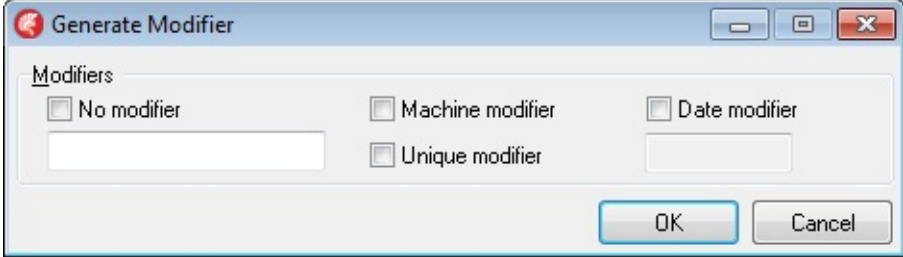 Generate Modifier
Modifiers
No modifier Machine modifier Date modifier
Unique modifier
OK Cancel